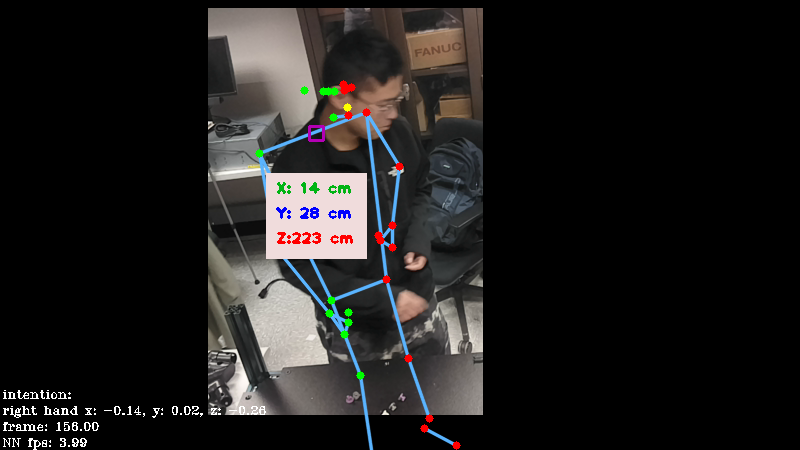 FANUC
X: 14 cm
Y: 28 cm
Z:223 cm
intention:
right hand x: -0.14, y: 0.02, z: -0.26
frame: 156.00
NN fps: 3.99